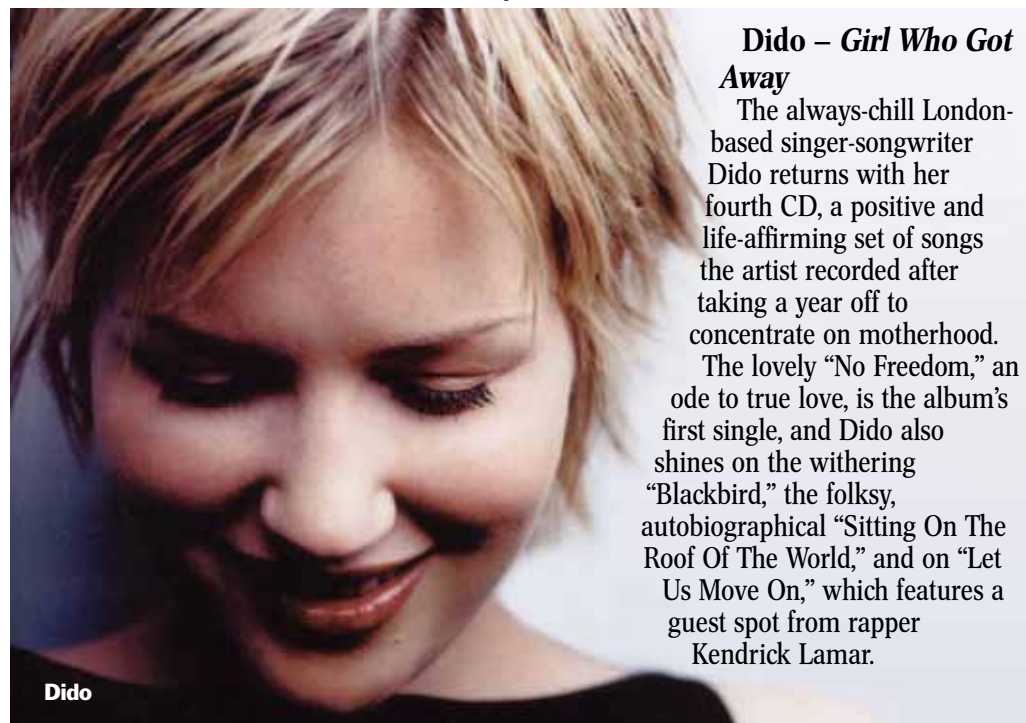 Dido – Girl Who Got
Away
The always-chill London-
based singer-songwriter
Dido returns with her
fourth CD, a positive and
life-affirming set of songs
the artist recorded after
taking a year off to
concentrate on motherhood.
The lovely “No Freedom,” an
ode to true love, is the album’s
first single, and Dido also
shines on the withering
“Blackbird,” the folksy,
autobiographical “Sitting On The
Roof Of The World,” and on “Let
Us Move On,” which features a
guest spot from rapper
Kendrick Lamar.
Dido